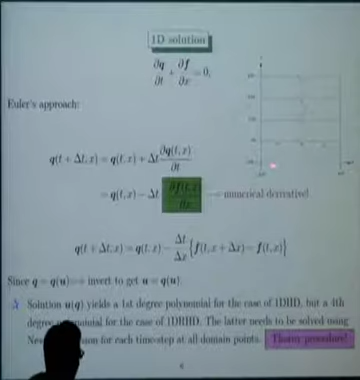 1D solution
∂q/∂t + ∂f/∂x = 0,
Euler's approach:
q(t + Δt, x) = q(t, x) + Δt ∂q(t, x)/∂t
= q(t, x) − Δt ∂f(t, x)/∂x numerical derivative!
q(t + Δt, x) = q(t, x) − Δt/Δx {f(t, x + Δx) − f(t, x)}
Since q = q(u) invert to get u = u(q)
Solution u(q) yields a 1st degree polynomial for the case of 1DHD, but a 4th
degree for the case of 1DRHD. The latter needs to be solved using
for each time-step at all domain points. procedure!